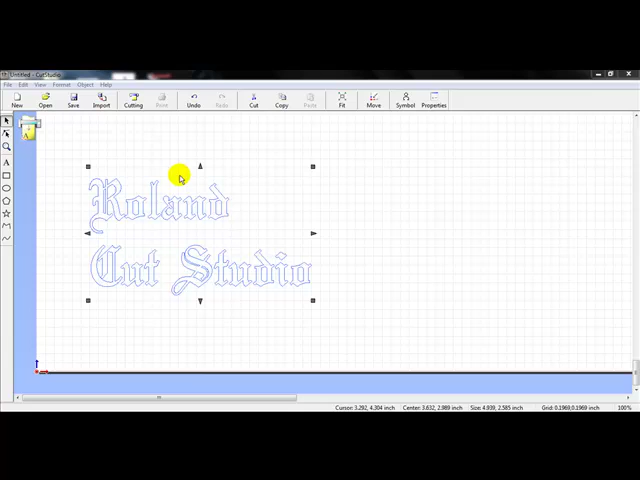 Untitled - CutStudio
File Edit View Format Object Help
New Open Save Import Cutting Print Undo Redo Cut Copy Paste Fit Move Symbol Properties
A
A
Roland
Cut Studio
Cursor: 3.292, 4.304 inch Center: 3.632, 2.989 inch Size: 4.939, 2.585 inch Grid: 0.1969,0.1969 inch 100%